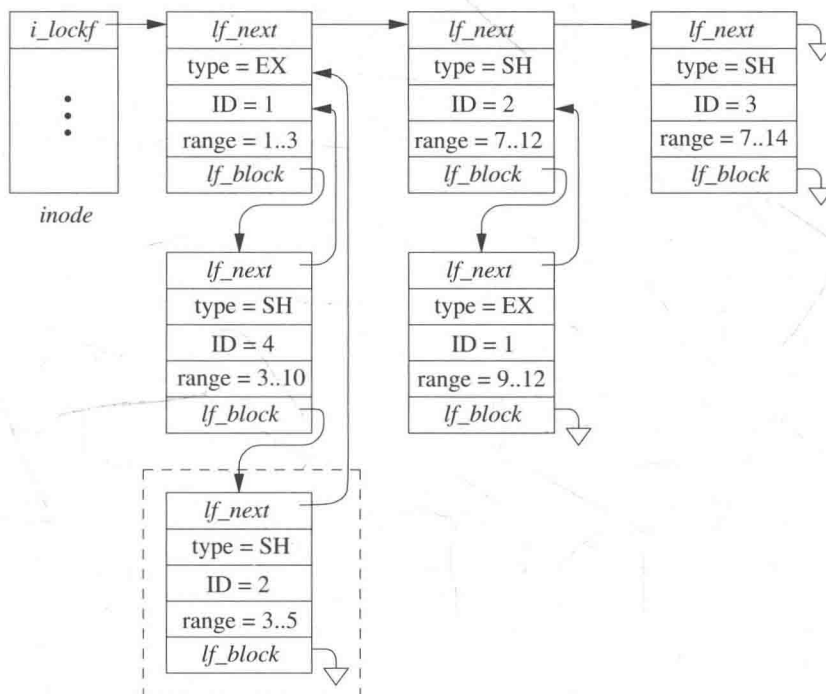 i_lockf
inode
lf_next
type = EX
ID = 1
range = 1..3
lf_block
lf_next
type = SH
ID = 2
range = 7..12
lf_block
lf_next
type = SH
ID = 3
range = 7..14
lf_block
lf_next
type = SH
ID = 4
range = 3..10
lf_block
lf_next
type = EX
ID = 1
range = 9..12
lf_block
lf_next
type = SH
ID = 2
range = 3..5
lf_block